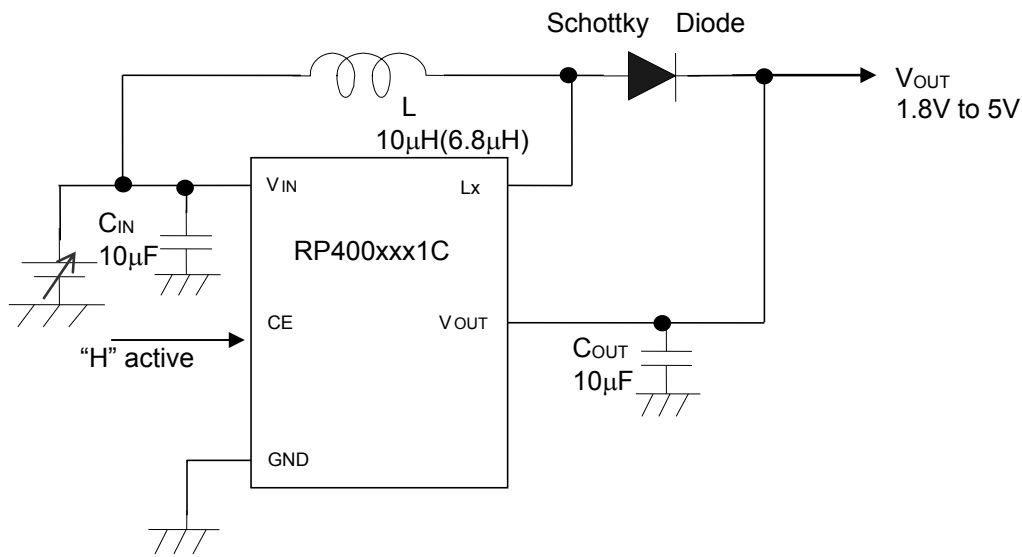 Schottky Diode
VOUT
1.8V to 5V
L
10μH(6.8μH)
VIN
Lx
CIN
10μF
RP400xxx1C
CE
VOUT
“H” active
COUT
10μF
GND